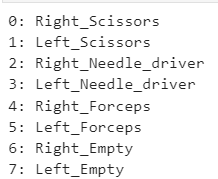 0: Right_Scissors
1: Left_Scissors
2: Right_Needle_driver
3: Left_Needle_driver
4: Right_Forceps
5: Left_Forceps
6: Right_Empty
7: Left_Empty